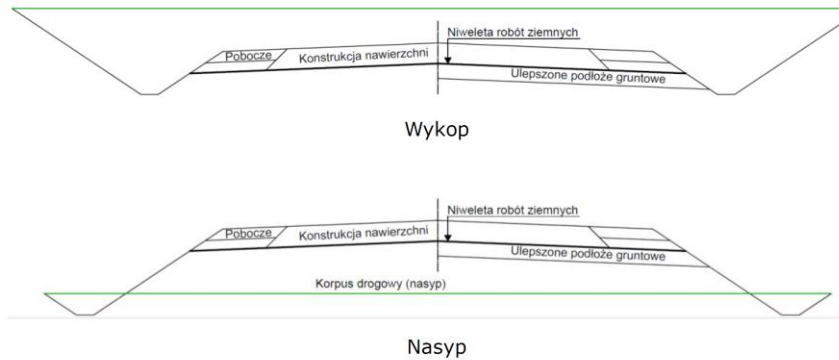 Niweleta robót ziemnych
Pobocze
Konstrukcja nawierzchni
Ulepszone podłoże gruntowe
Wykop
Niweleta robót ziemnych
Pobocze
Konstrukcja nawierzchni
Ulepszone podłoże gruntowe
Korpus drogowy (nasyp)
Nasyp